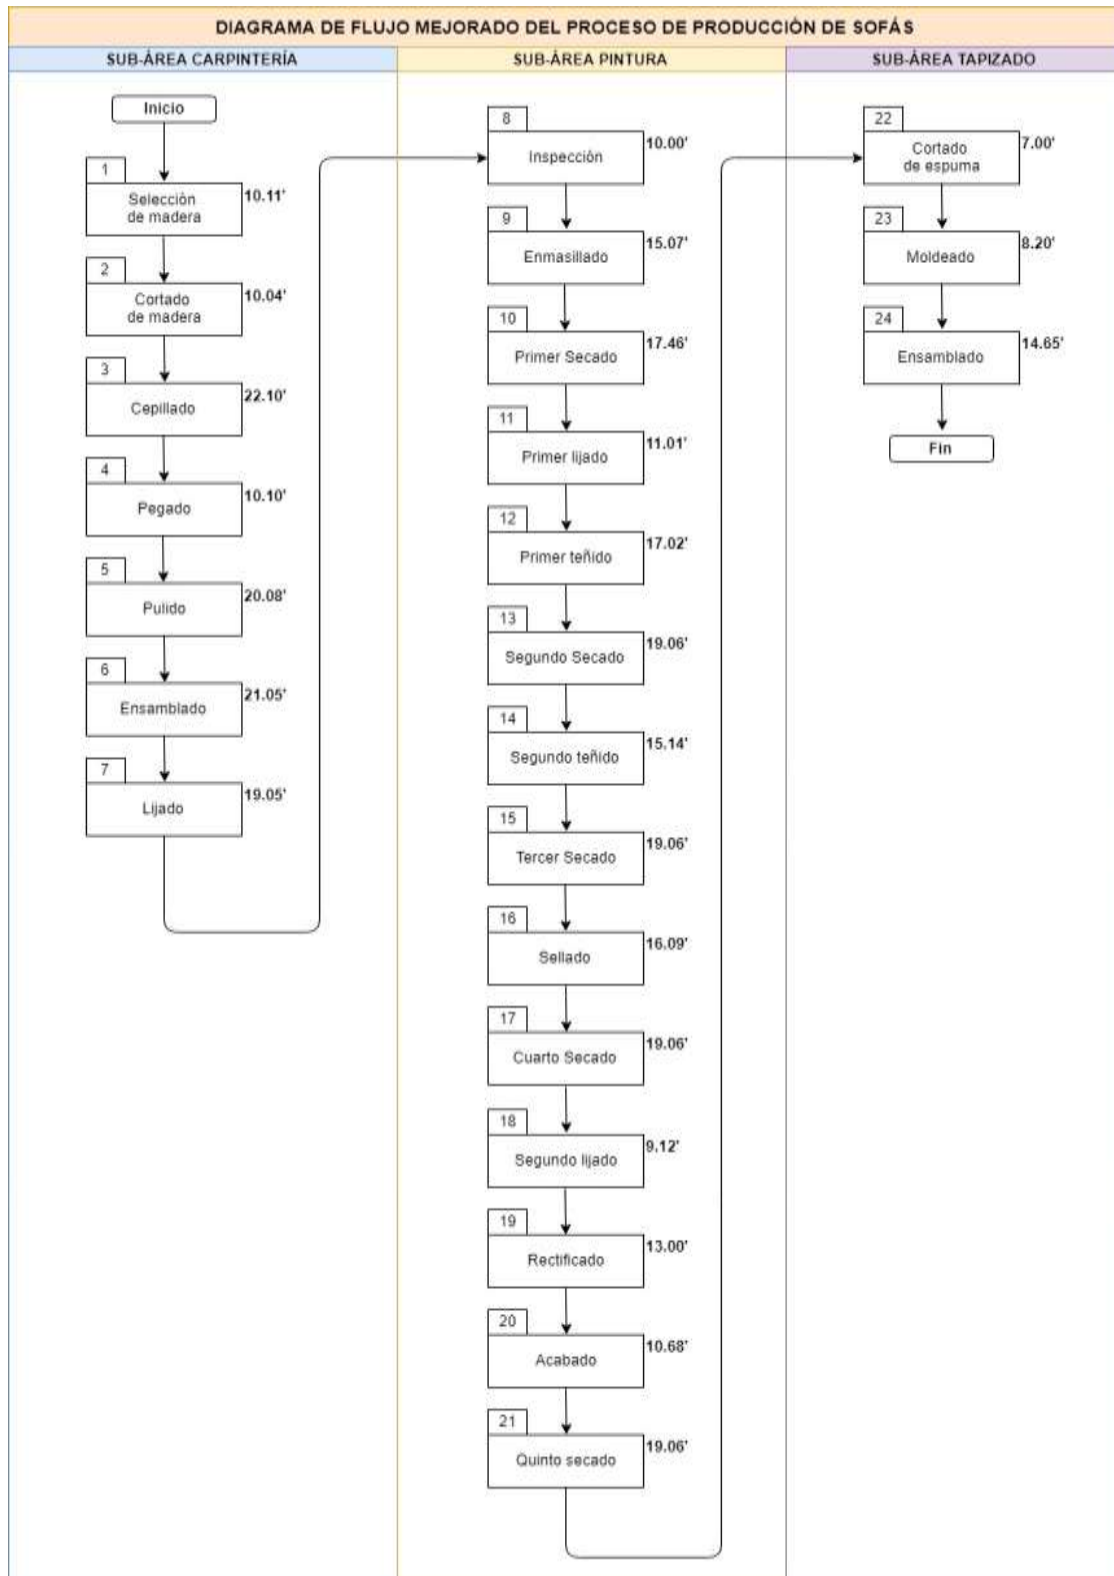 DIAGRAMA DE FLUJO MEJORADO DEL PROCESO DE PRODUCCIÓN DE SOFÁS
SUB-ÁREA CARPINTERÍA
Inicio
1
10.11'
Selección
de madera
2
10.04'
Cortado
de madera
3
22.10'
Cepillado
4
10.10'
Pegado
5
20.08'
Pulido
6
21.05'
Ensamblado
7
19.05'
Lijado
SUB-ÁREA PINTURA
8
10.00'
Inspección
9
15.07'
Enmasillado
10
17.46'
Primer Secado
11
11.01'
Primer lijado
12
17.02'
Primer teñido
13
19.06'
Segundo Secado
14
15.14'
Segundo teñido
15
19.06'
Tercer Secado
16
16.09'
Sellado
17
19.06'
Cuarto Secado
18
9.12'
Segundo lijado
19
13.00'
Rectificado
20
10.68'
Acabado
21
19.06'
Quinto secado
SUB-ÁREA TAPIZADO
22
7.00'
Cortado
de espuma
23
8.20'
Moldeado
24
14.65'
Ensamblado
Fin